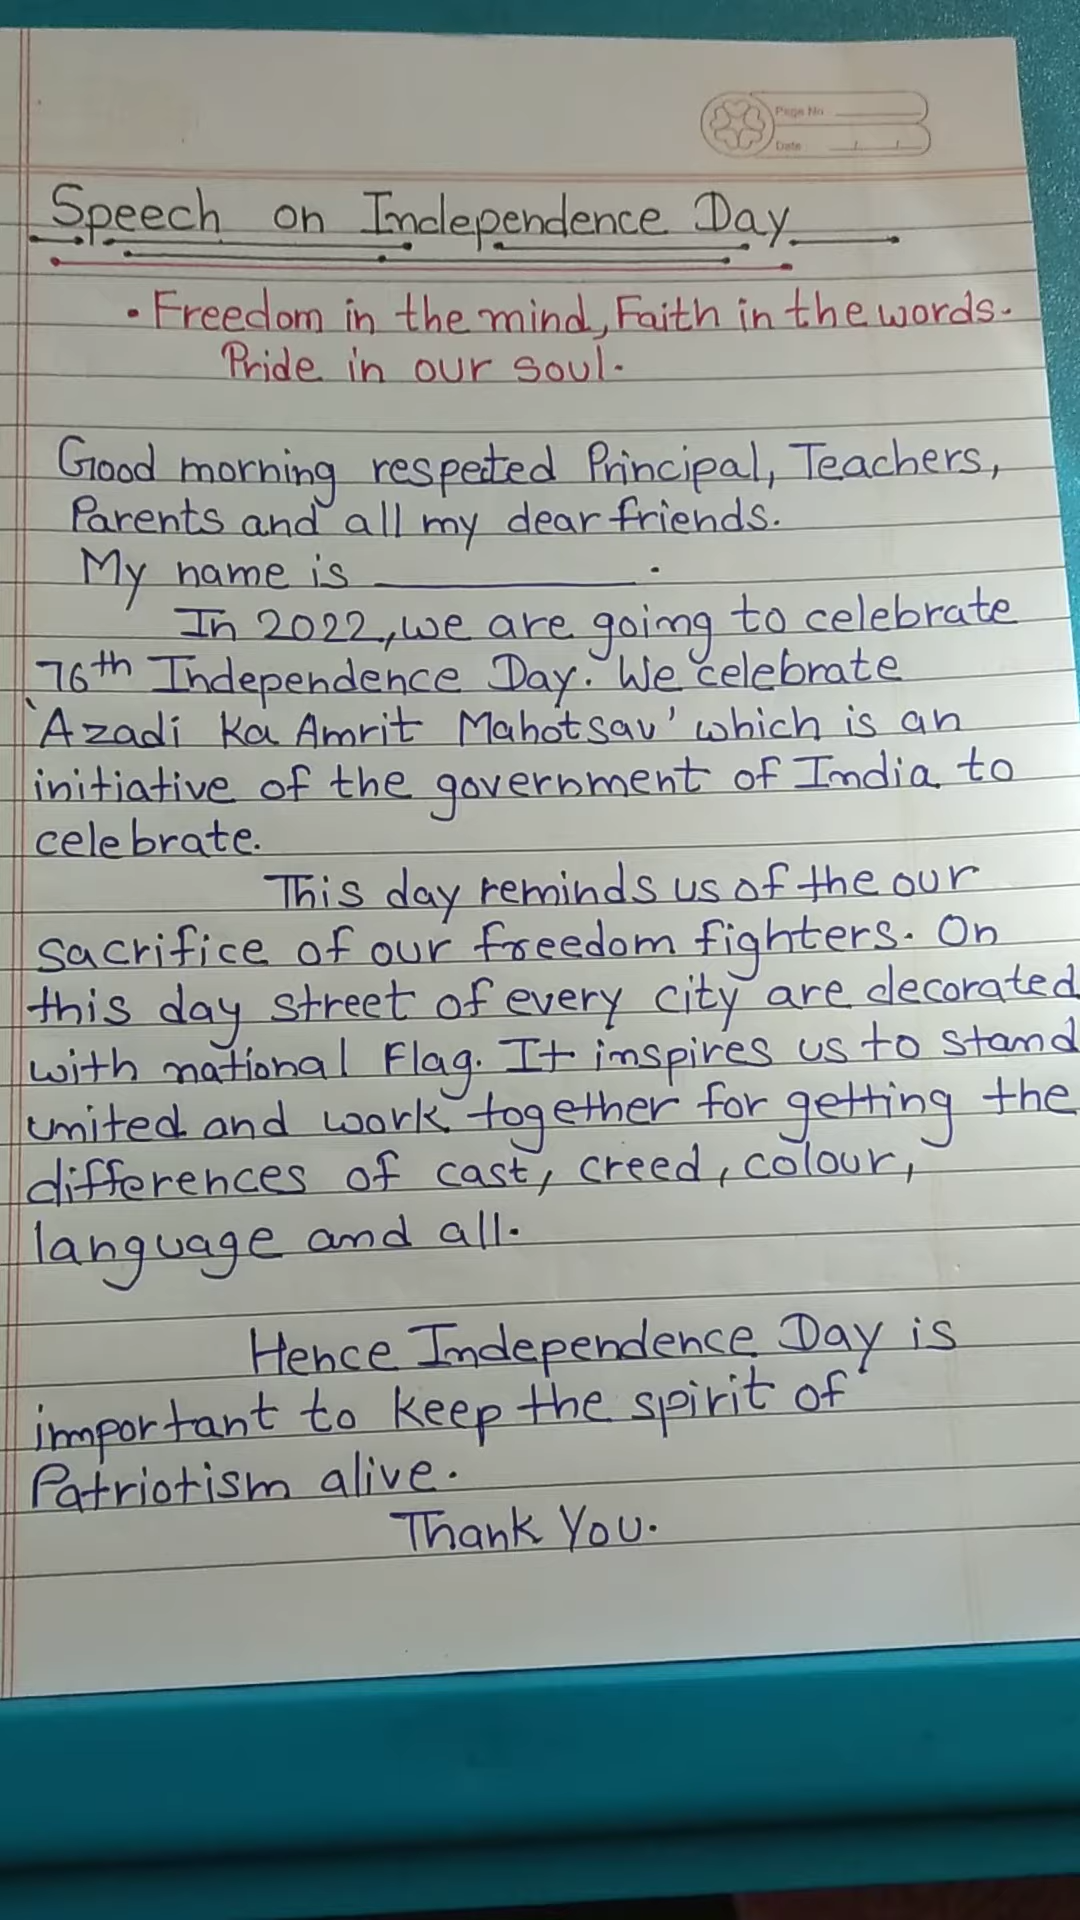 Page No
Date
Speech on Independence Day
• Freedom in the mind, Faith in the words.
Pride in our soul.
Good morning respected Principal, Teachers,
Parents and all my dear friends.
My name is ____________.
In 2022, we are going to celebrate
76th Independence Day. We celebrate
'Azadi Ka Amrit Mahotsav' which is an
initiative of the government of India to
celebrate.
This day reminds us of the our
sacrifice of our freedom fighters. On
this day street of every city are decorated
with national Flag. It inspires us to stand
united and work together for getting the
differences of cast, creed, colour,
language and all.
Hence Independence Day is
important to keep the spirit of
Patriotism alive.
Thank You.